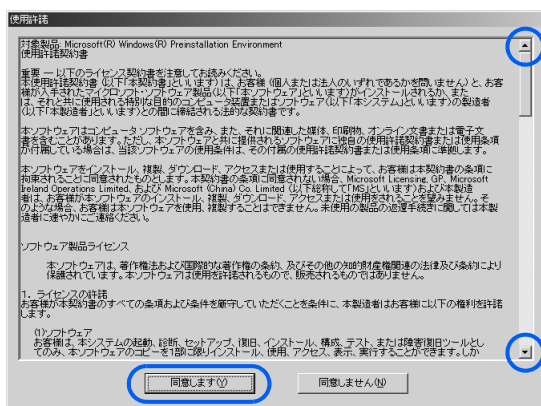 使用許諾
対象製品: Microsoft(R) Windows(R) Preinstallation Environment
使用許諾契約書
重要 ― 以下のライセンス契約書を注意してお読みください。
本使用許諾契約書（以下「本契約書」といいます）は、お客様（個人または法人のいずれであるかを問いません）と、お客
様が入手されたマイクロソフト・ソフトウェア製品（以下「本ソフトウェア」といいます）がインストールされるか、また
は、それと共に使用される特別な目的のコンピュータ装置またはソフトウェア（以下「本システム」といいます）の製造者
（以下「本製造者」といいます）との間に締結される法的な契約書です。
本ソフトウェアはコンピュータ ソフトウェアを含み、また、それに関連した媒体、印刷物、オンライン文書または電子文
書を含むことがあります。ただし、本ソフトウェアと共に提供されるソフトウェアに独自の使用許諾契約書または使用条項
が付属している場合は、当該ソフトウェアの使用条件は、その付属の使用許諾契約書または使用条項に準拠します。
本ソフトウェアをインストール、複製、ダウンロード、アクセスまたは使用することによって、お客様は本契約書の条項に
拘束されることに同意されたものとします。本契約書の条項に同意されない場合、Microsoft Licensing, GP、Microsoft
Ireland Operations Limited、および Microsoft (China) Co. Limited （以下総称して「MS」といいます）および本製造
者は、お客様が本ソフトウェアのインストール、複製、ダウンロード、アクセスまたは使用をされることを望みません。そ
のような場合、お客様は本ソフトウェアを使用、複製することはできません。未使用の製品の返還手続きに関しては本製
造者に速やかにご連絡ください。
ソフトウェア製品ライセンス
本ソフトウェアは、著作権法および国際的な著作権の条約、及びその他の知的財産権関連の法律及び条約により
保護されています。本ソフトウェアは使用許諾されるもので、販売されるものではありません。
1. ライセンスの許諾
お客様が本契約書のすべての条項および条件を厳守していただくことを条件に、本製造者はお客様に以下の権利を許諾
します。
(1)ソフトウェア
お客様は、本システムの起動、診断、セットアップ、復旧、インストール、構成、テスト、または障害復旧ツールとし
てのみ、本ソフトウェアのコピーを1部に限りインストール、使用、アクセス、表示、実行することができます。しか
同意します(Y)
同意しません(N)